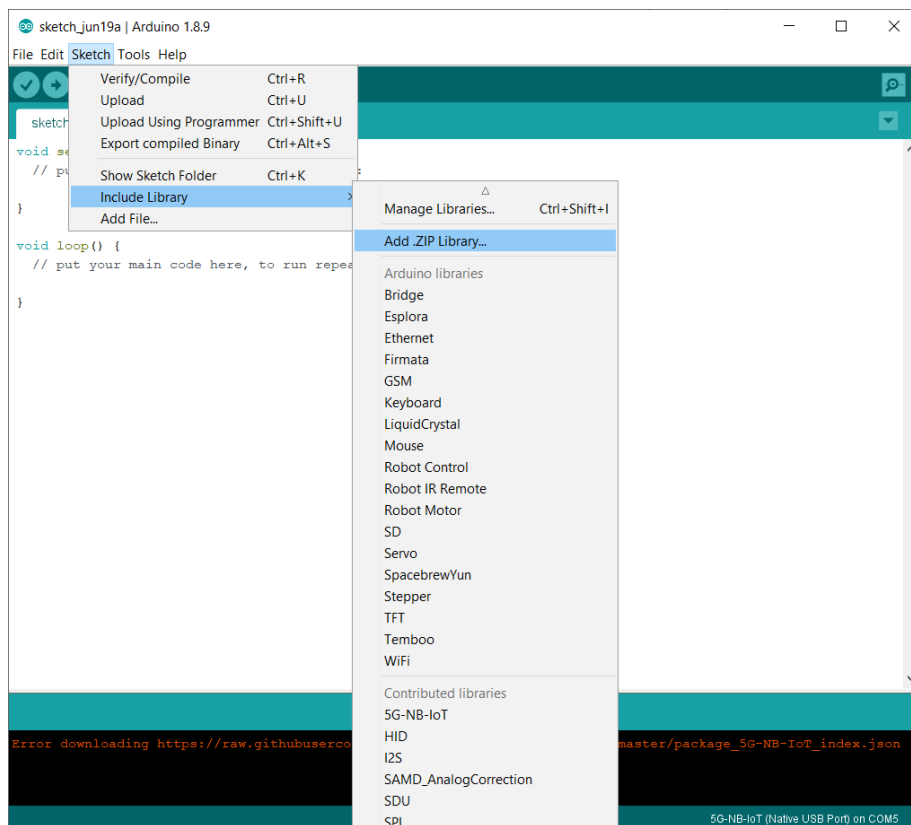 sketch_jun19a | Arduino 1.8.9
File Edit Sketch Tools Help
Verify/Compile Ctrl+R
Upload Ctrl+U
Upload Using Programmer Ctrl+Shift+U
Export compiled Binary Ctrl+Alt+S
Show Sketch Folder Ctrl+K
Include Library
Add File...
sketch
void se
// pu
}
void loop() {
// put your main code here, to run repea
}
Manage Libraries... Ctrl+Shift+I
Add .ZIP Library...
Arduino libraries
Bridge
Esplora
Ethernet
Firmata
GSM
Keyboard
LiquidCrystal
Mouse
Robot Control
Robot IR Remote
Robot Motor
SD
Servo
SpacebrewYun
Stepper
TFT
Temboo
WiFi
Contributed libraries
5G-NB-IoT
HID
I2S
SAMD_AnalogCorrection
SDU
SPI
Error downloading https://raw.githubuserco master/package_5G-NB-IoT_index.json
5G-NB-IoT (Native USB Port) on COM5